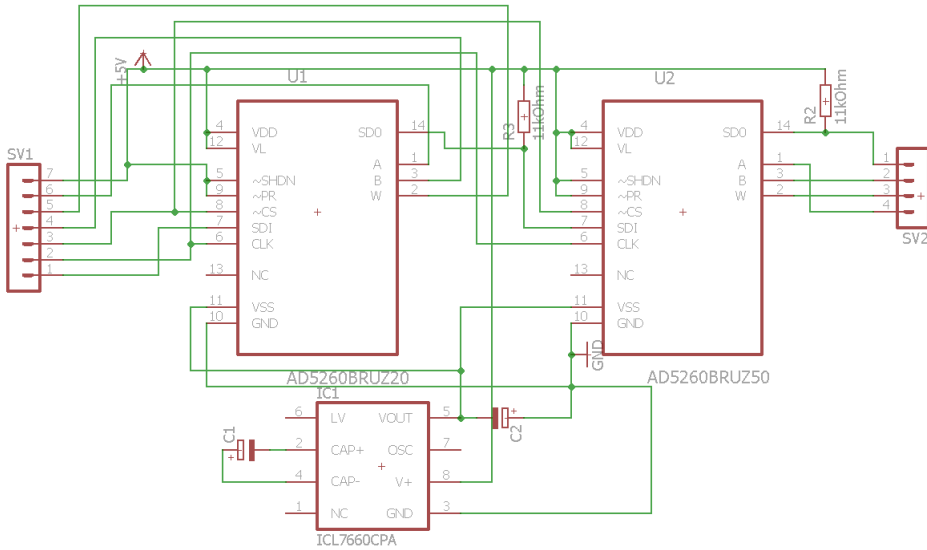 +5V
U1
U2
4 VDD
12 VL
5 ~SHDN
9 ~PR
8 ~CS
7 SDI
6 CLK
13 NC
11 VSS
10 GND
SDO 14
A 1
B 3
W 2
AD5260BRUZ20
R3
11kOhm
4 VDD
12 VL
5 ~SHDN
9 ~PR
8 ~CS
7 SDI
6 CLK
13 NC
11 VSS
10 GND
SDO 14
A 1
B 3
W 2
AD5260BRUZ50
R2
11kOhm
SV1
7
6
5
4
3
2
1
1
2
3
4
SV2
GND
IC1
6 LV
2 CAP+
4 CAP-
1 NC
VOUT 5
OSC 7
V+ 8
GND 3
ICL7660CPA
C1
C2